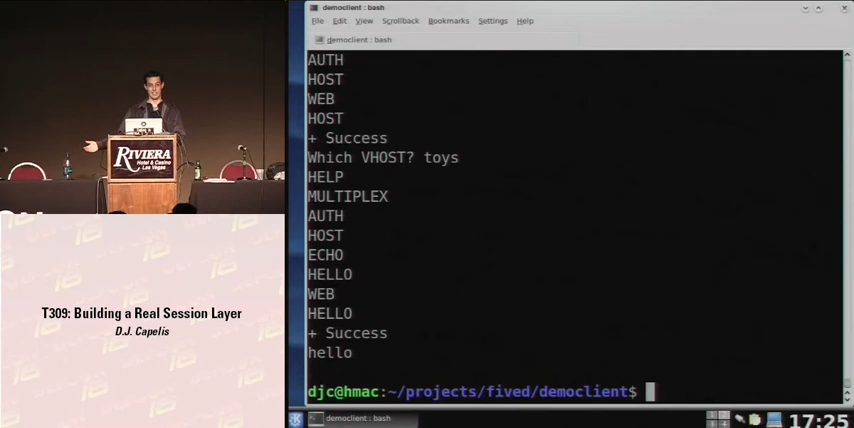 RIVIERA
Hotel & Casino
Las Vegas
T309: Building a Real Session Layer
D.J. Capelis
democlient : bash
File Edit View Scrollback Bookmarks Settings Help
democlient : bash
AUTH
HOST
WEB
HOST
+ Success
Which VHOST? toys
HELP
MULTIPLEX
AUTH
HOST
ECHO
HELLO
WEB
HELLO
+ Success
hello
djc@hmac:~/projects/fived/democlient$
democlient : bash
17:25